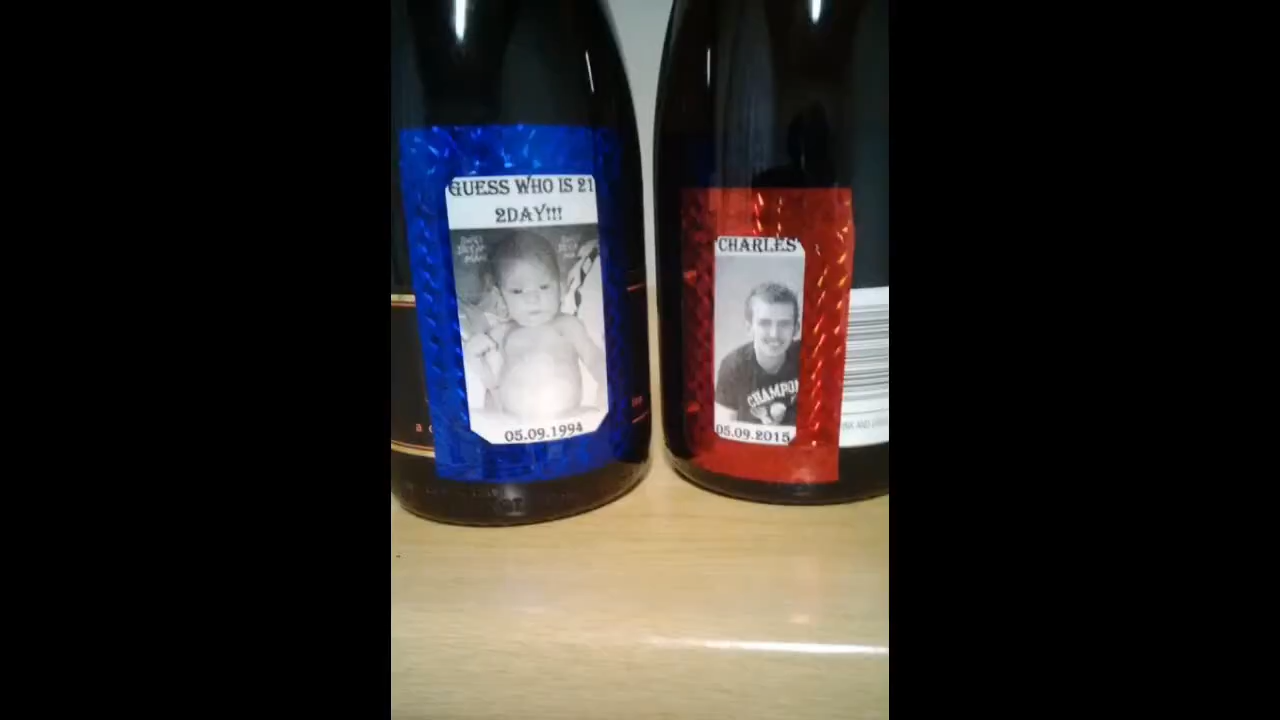 GUESS WHO IS 21
2DAY!!!
05.09.1994
CHARLES
CHAMPION
05.09.2015